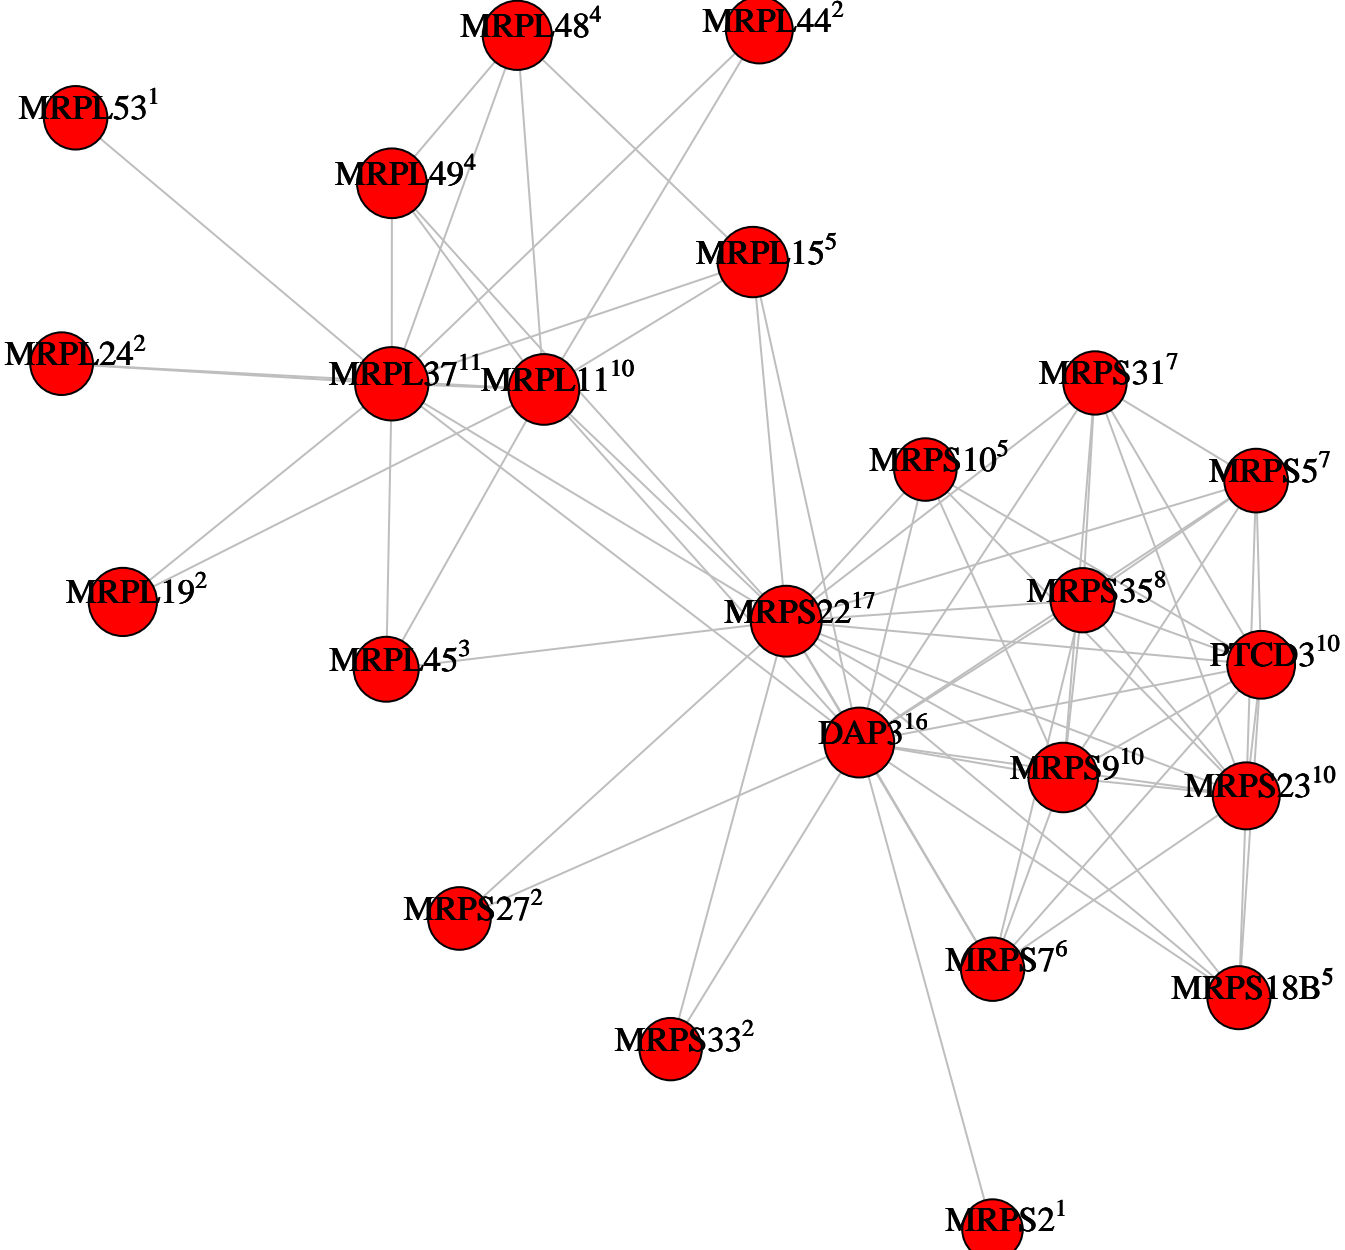 MRPL48⁴
MRPL44²
MRPL53¹
MRPL49⁴
MRPL15⁵
MRPL24²
MRPL37¹¹
MRPL11¹⁰
MRPS31⁷
MRPS10⁵
MRPS5⁷
MRPL19²
MRPS22¹⁷
MRPS35⁸
MRPL45³
PTCD3¹⁰
DAP3¹⁶
MRPS9¹⁰
MRPS23¹⁰
MRPS27²
MRPS7⁶
MRPS18B⁵
MRPS33²
MRPS2¹